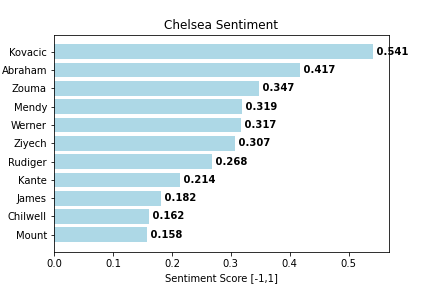 Chelsea Sentiment
Kovacic 0.541
Abraham 0.417
Zouma 0.347
Mendy 0.319
Werner 0.317
Ziyech 0.307
Rudiger 0.268
Kante 0.214
James 0.182
Chilwell 0.162
Mount 0.158
0.0 0.1 0.2 0.3 0.4 0.5
Sentiment Score [-1,1]